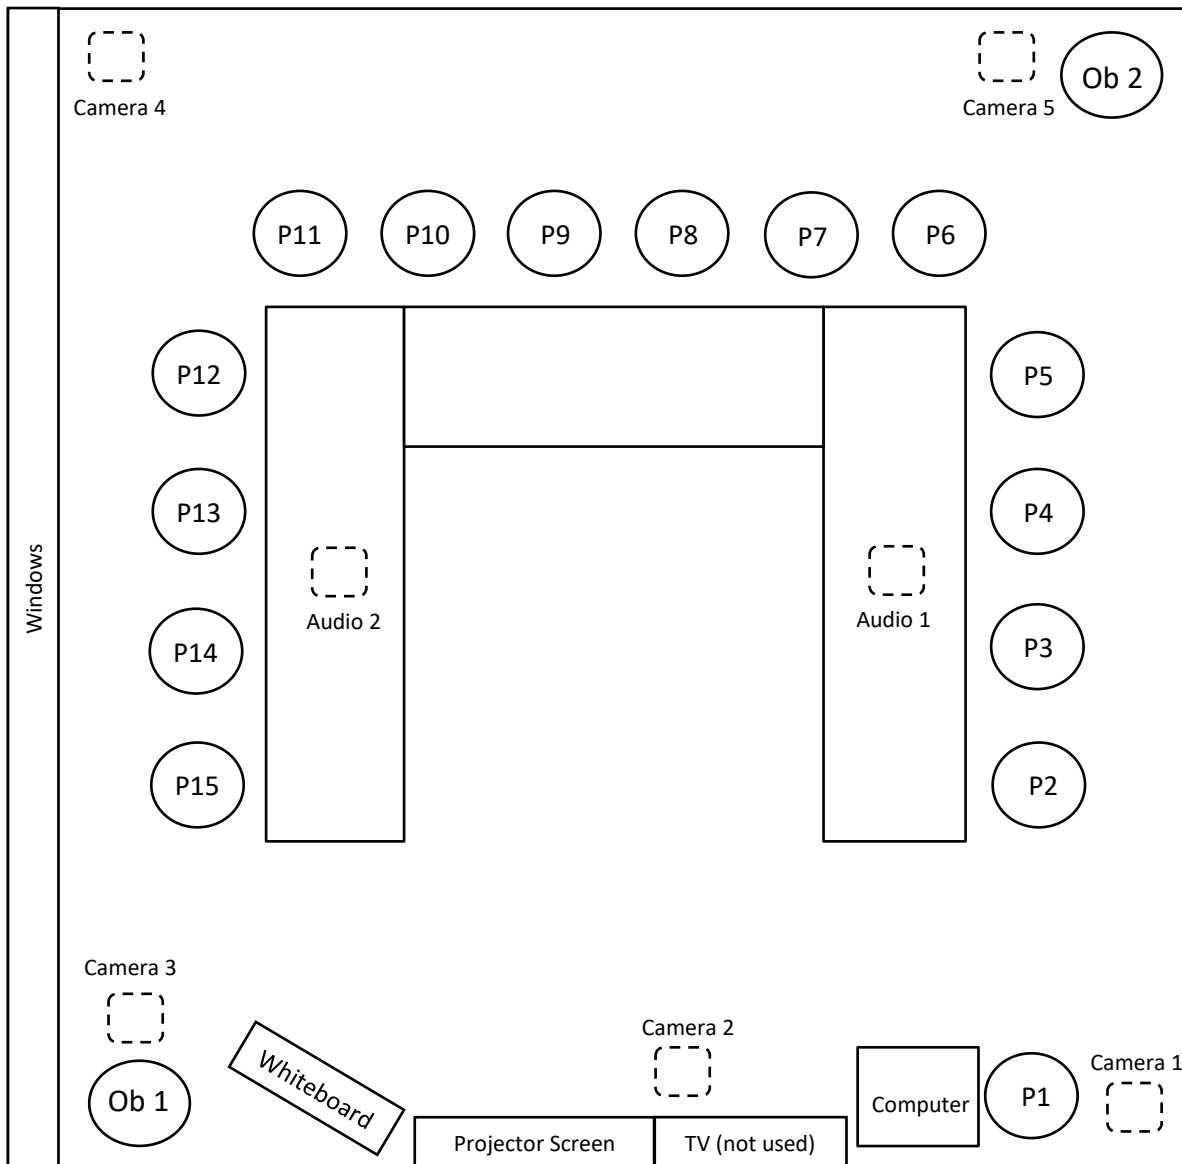 Camera 4
Camera 5
Ob 2
P11
P10
P9
P8
P7
P6
P12
P5
P13
P4
Windows
Audio 2
Audio 1
P14
P3
P15
P2
Camera 3
Camera 2
Camera 1
Ob 1
Whiteboard
Computer
P1
Projector Screen
TV (not used)